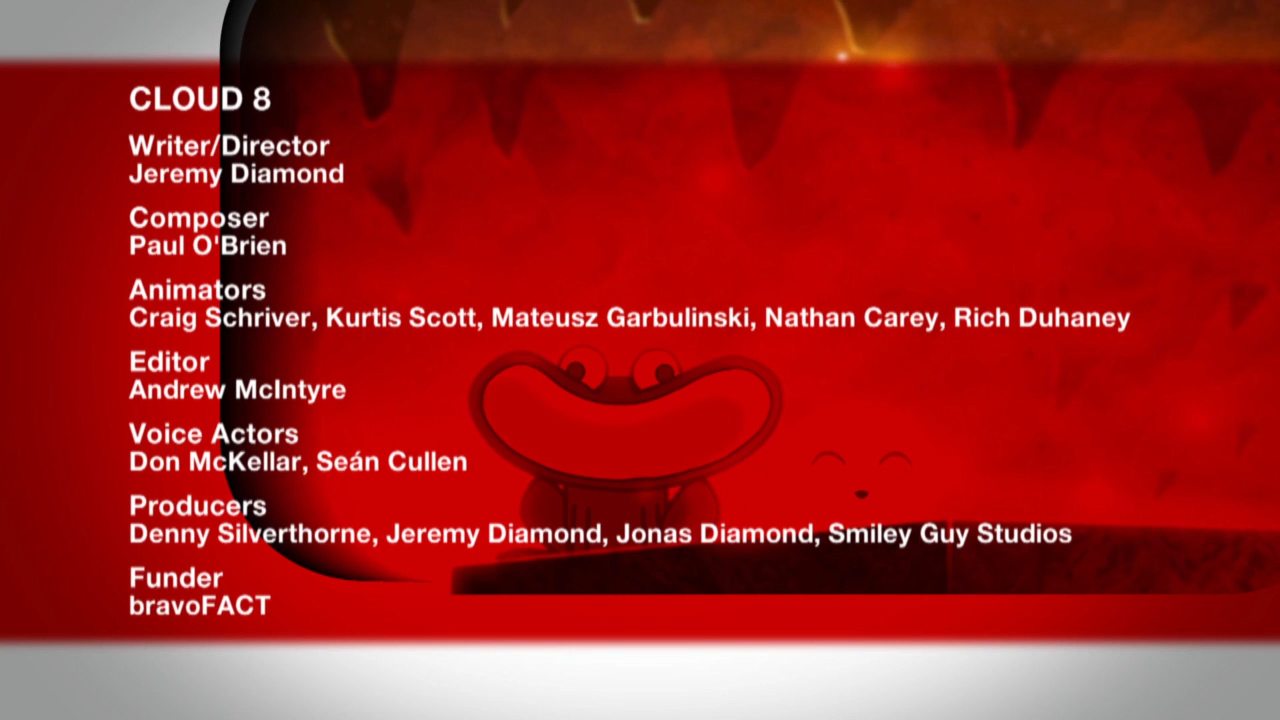 CLOUD 8
Writer/Director
Jeremy Diamond
Composer
Paul O'Brien
Animators
Craig Schriver, Kurtis Scott, Mateusz Garbulinski, Nathan Carey, Rich Duhaney
Editor
Andrew McIntyre
Voice Actors
Don McKellar, Seán Cullen
Producers
Denny Silverthorne, Jeremy Diamond, Jonas Diamond, Smiley Guy Studios
Funder
bravoFACT